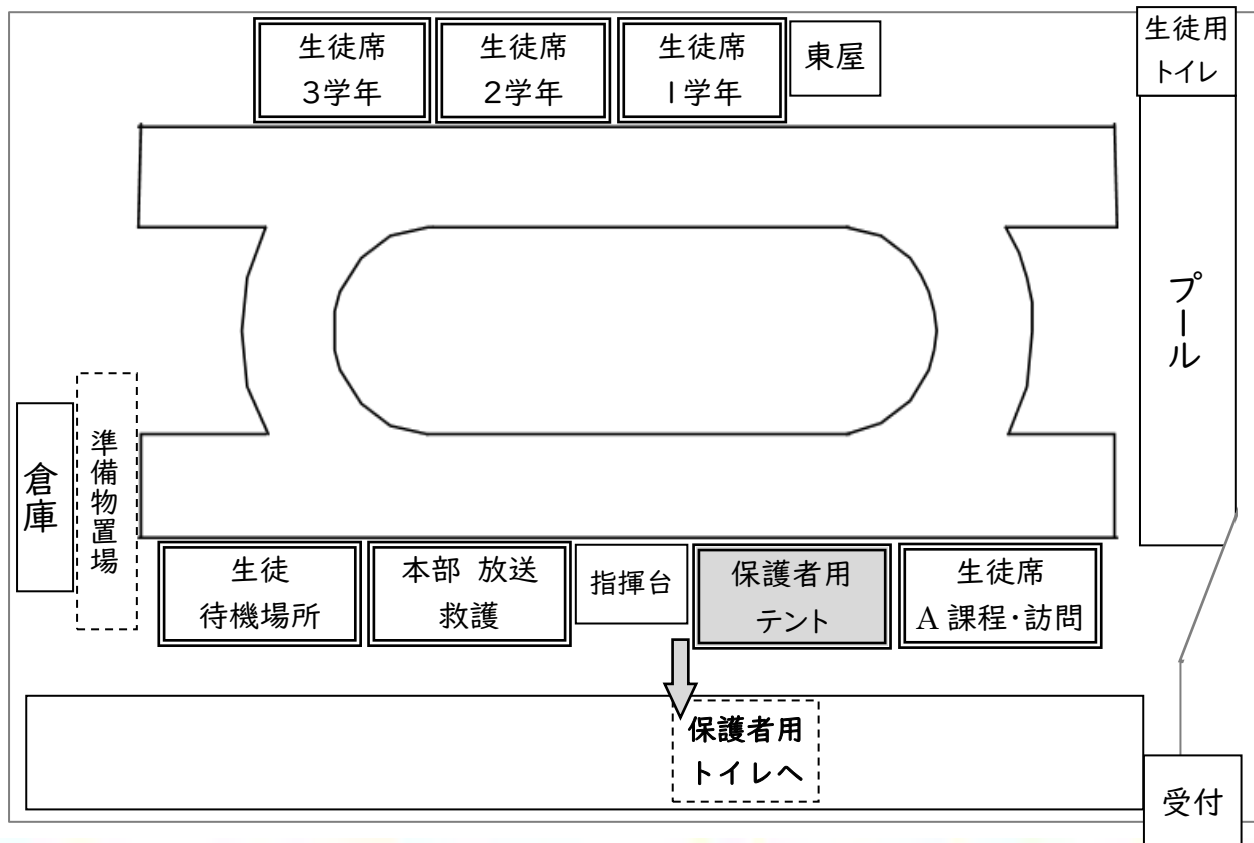 生徒席
3学年
生徒席
2学年
生徒席
1学年
東屋
生徒用
トイレ
プール
倉庫
準備物置場
生徒
待機場所
本部 放送
救護
指揮台
保護者用
テント
生徒席
A 課程・訪問
保護者用
トイレへ
受付